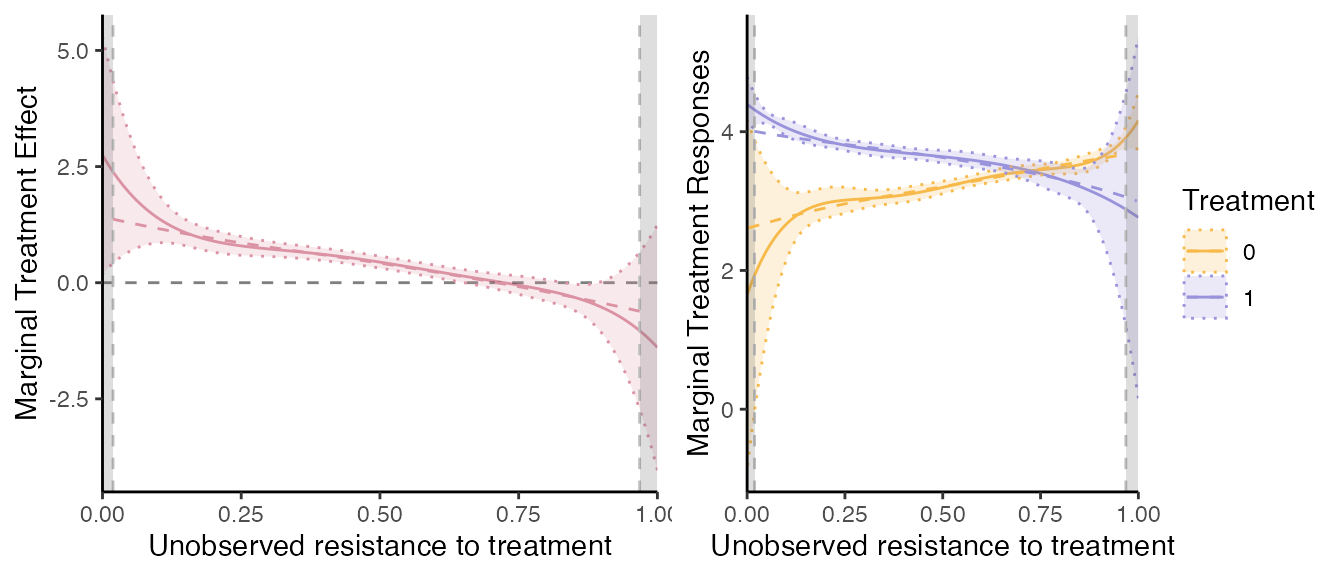 Marginal Treatment Effect
5.0
2.5
0.0
-2.5
0.00 0.25 0.50 0.75 1.00
Unobserved resistance to treatment
Marginal Treatment Responses
4
2
0
0.00 0.25 0.50 0.75 1.00
Unobserved resistance to treatment
Treatment
0
1